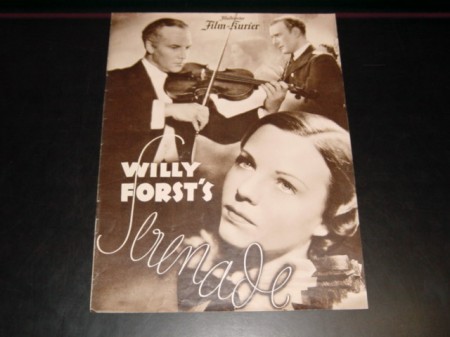 Illustrierter
Film-Kurier
WILLY
FORST'S
Serenade